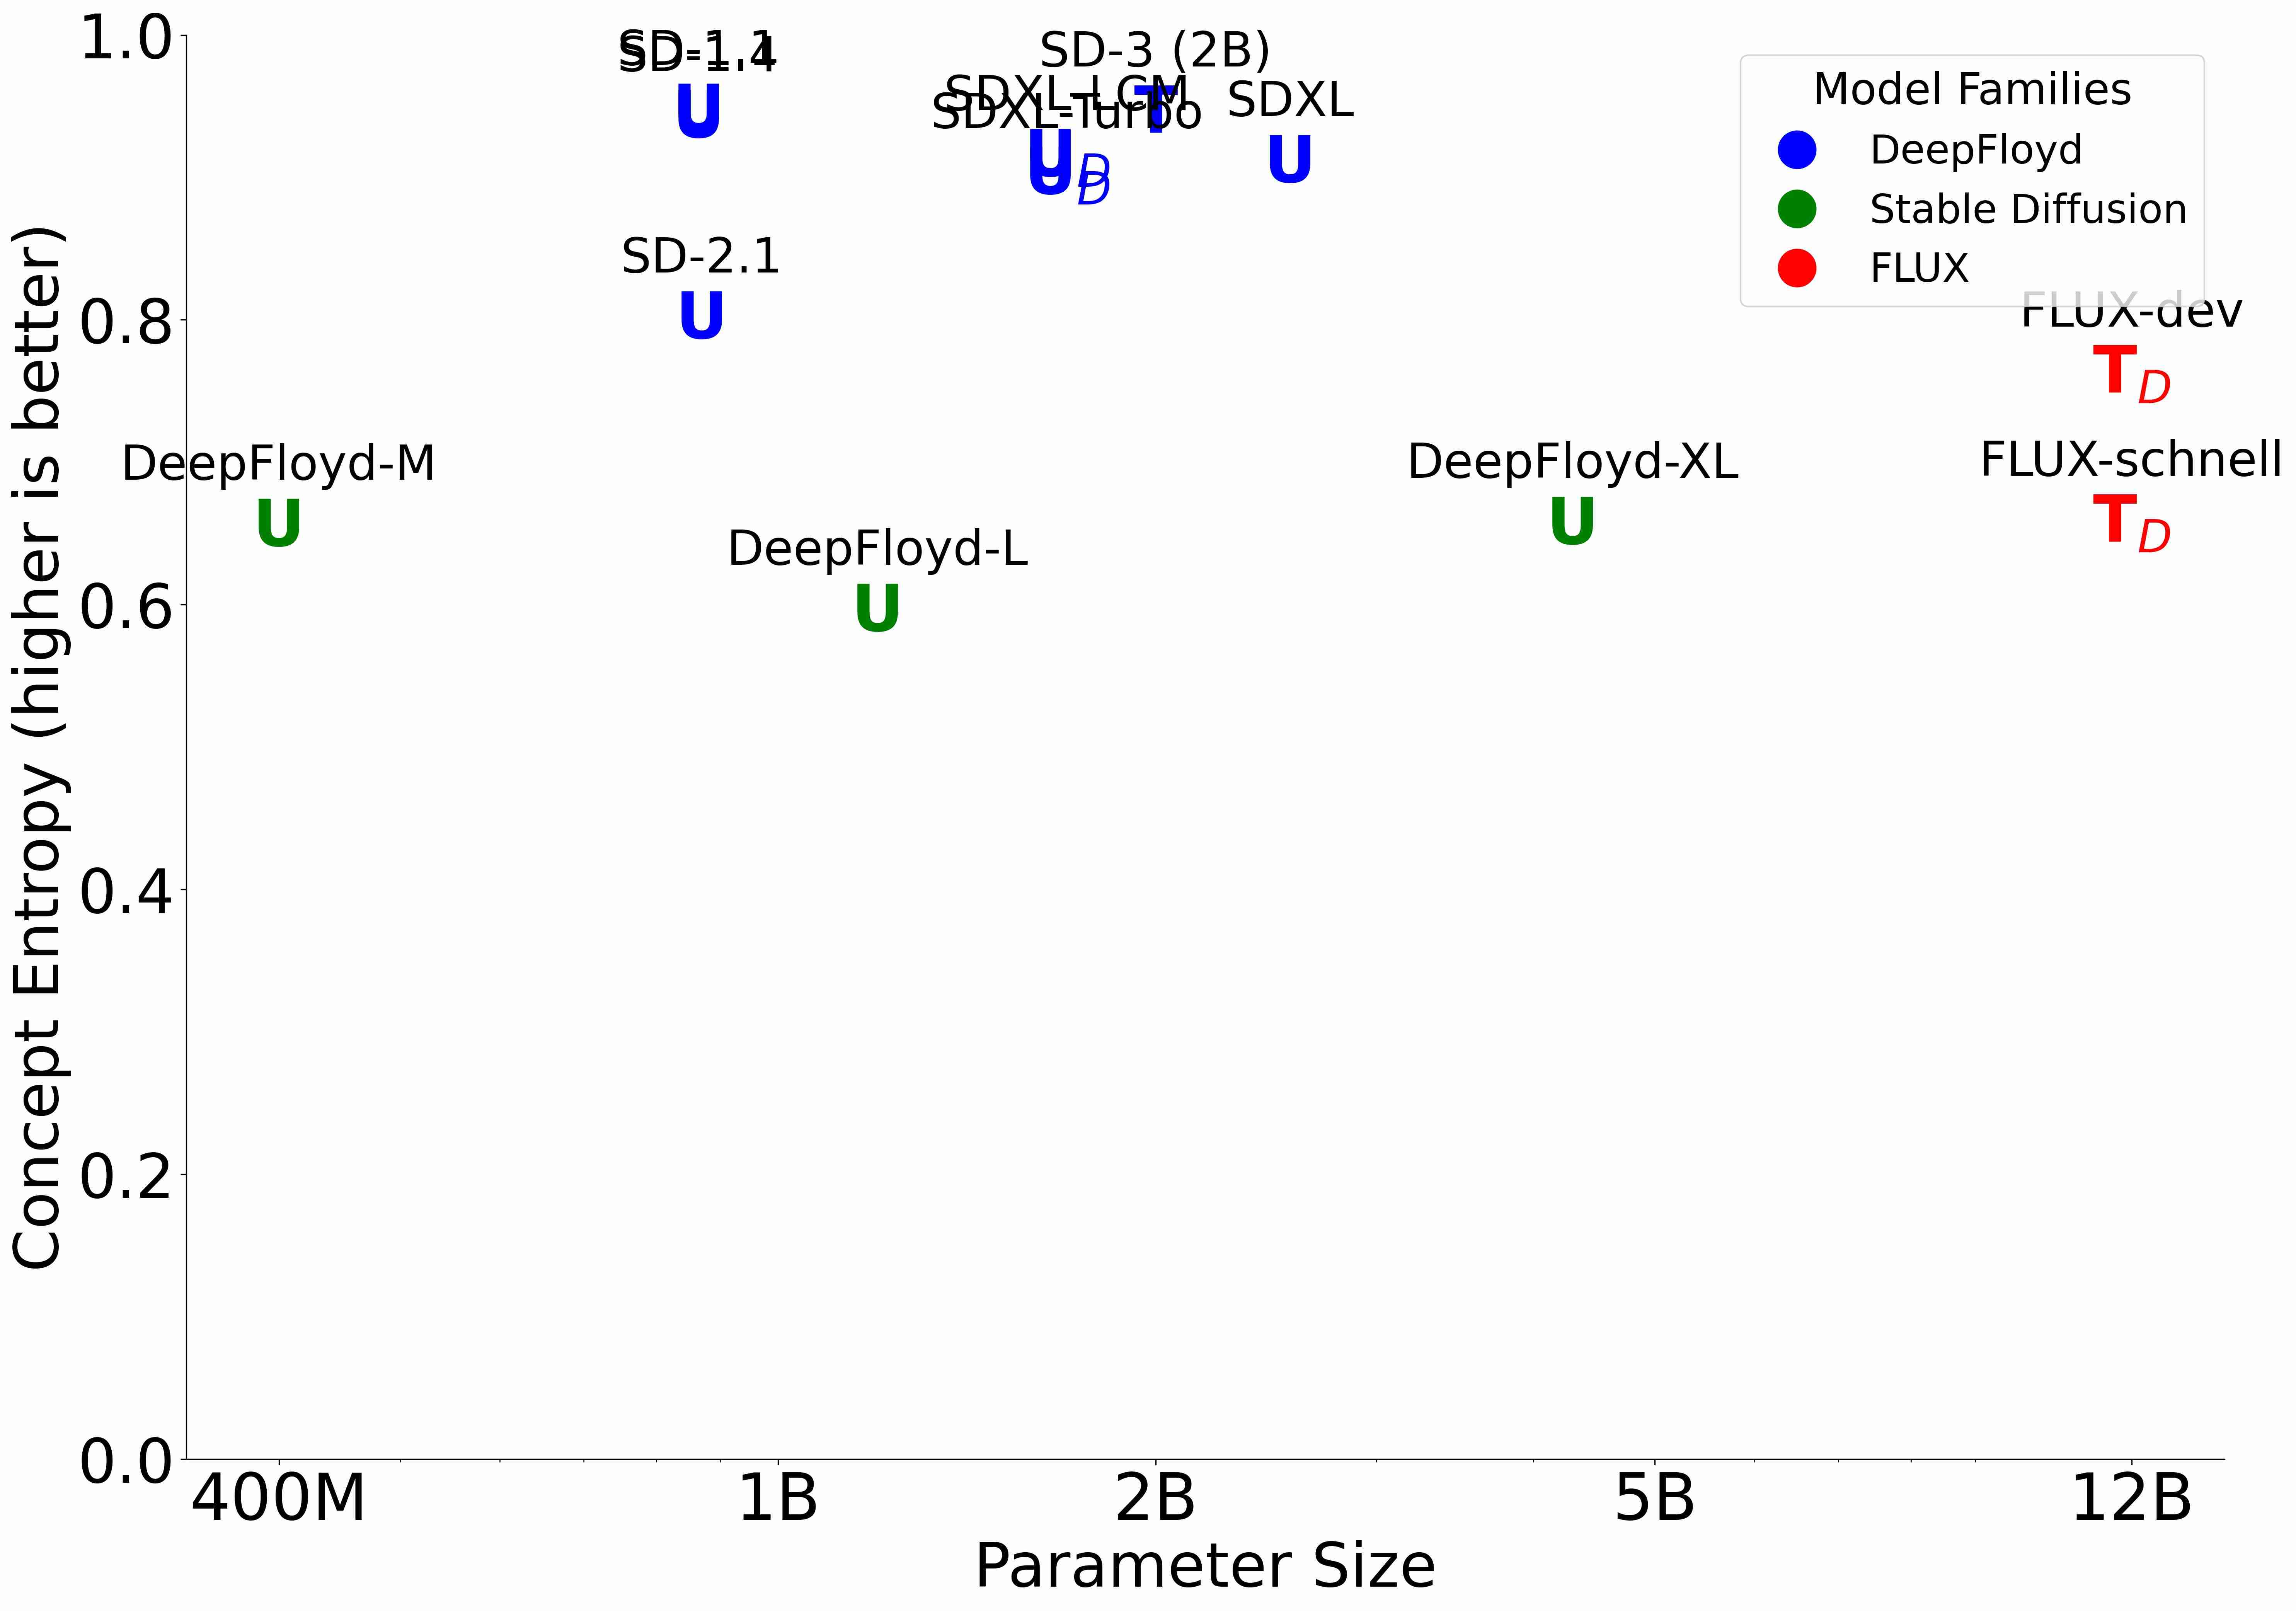 Concept Entropy (higher is better)
1.0
0.8
0.6
0.4
0.2
0.0
SD-1.1
SD-1.4
U
U
SD-3 (2B)
T
SDXL-LCM
U D
SDXL-Turbo
U D
SDXL
U
SD-2.1
U
DeepFloyd-M
U
DeepFloyd-L
U
DeepFloyd-XL
U
FLUX-dev
T D
FLUX-schnell
T D
Model Families
DeepFloyd
Stable Diffusion
FLUX
400M
1B
2B
5B
12B
Parameter Size